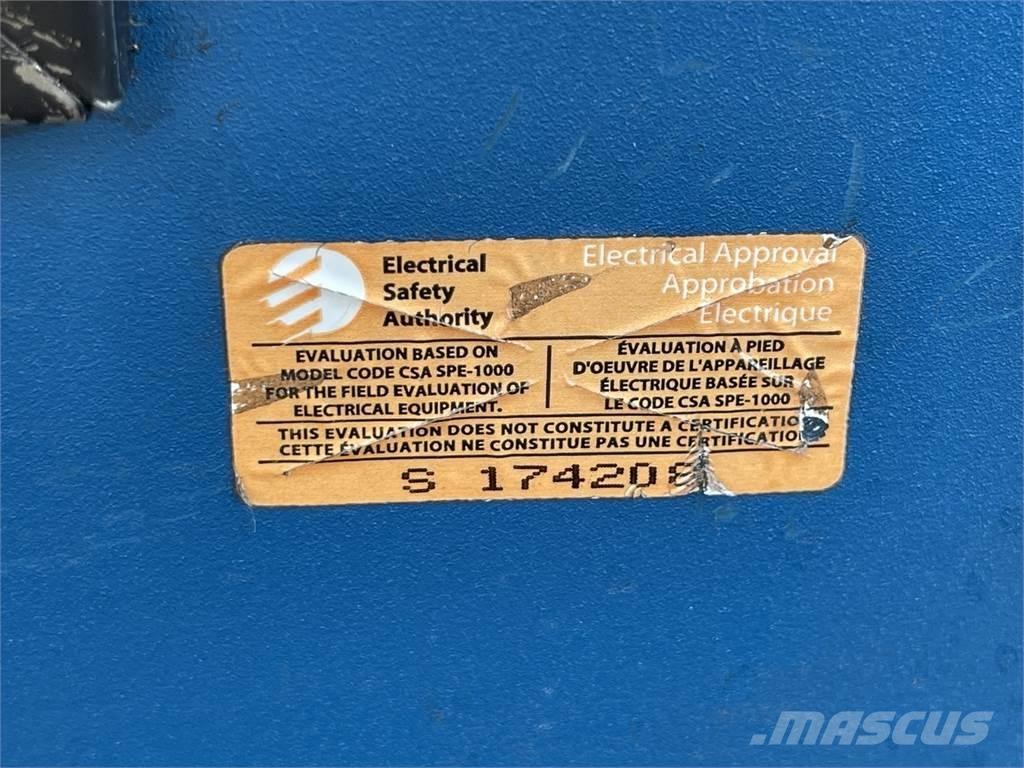 Electrical
Safety
Authority
Electrical Approval
Approbation
Électrique
EVALUATION BASED ON
MODEL CODE CSA SPE-1000
FOR THE FIELD EVALUATION OF
ELECTRICAL EQUIPMENT.
ÉVALUATION À PIED
D'OEUVRE DE L'APPAREILLAGE
ÉLECTRIQUE BASÉE SUR
LE CODE CSA SPE-1000
THIS EVALUATION DOES NOT CONSTITUTE A CERTIFICATION
CETTE ÉVALUATION NE CONSTITUE PAS UNE CERTIFICATION
S
MASCUS